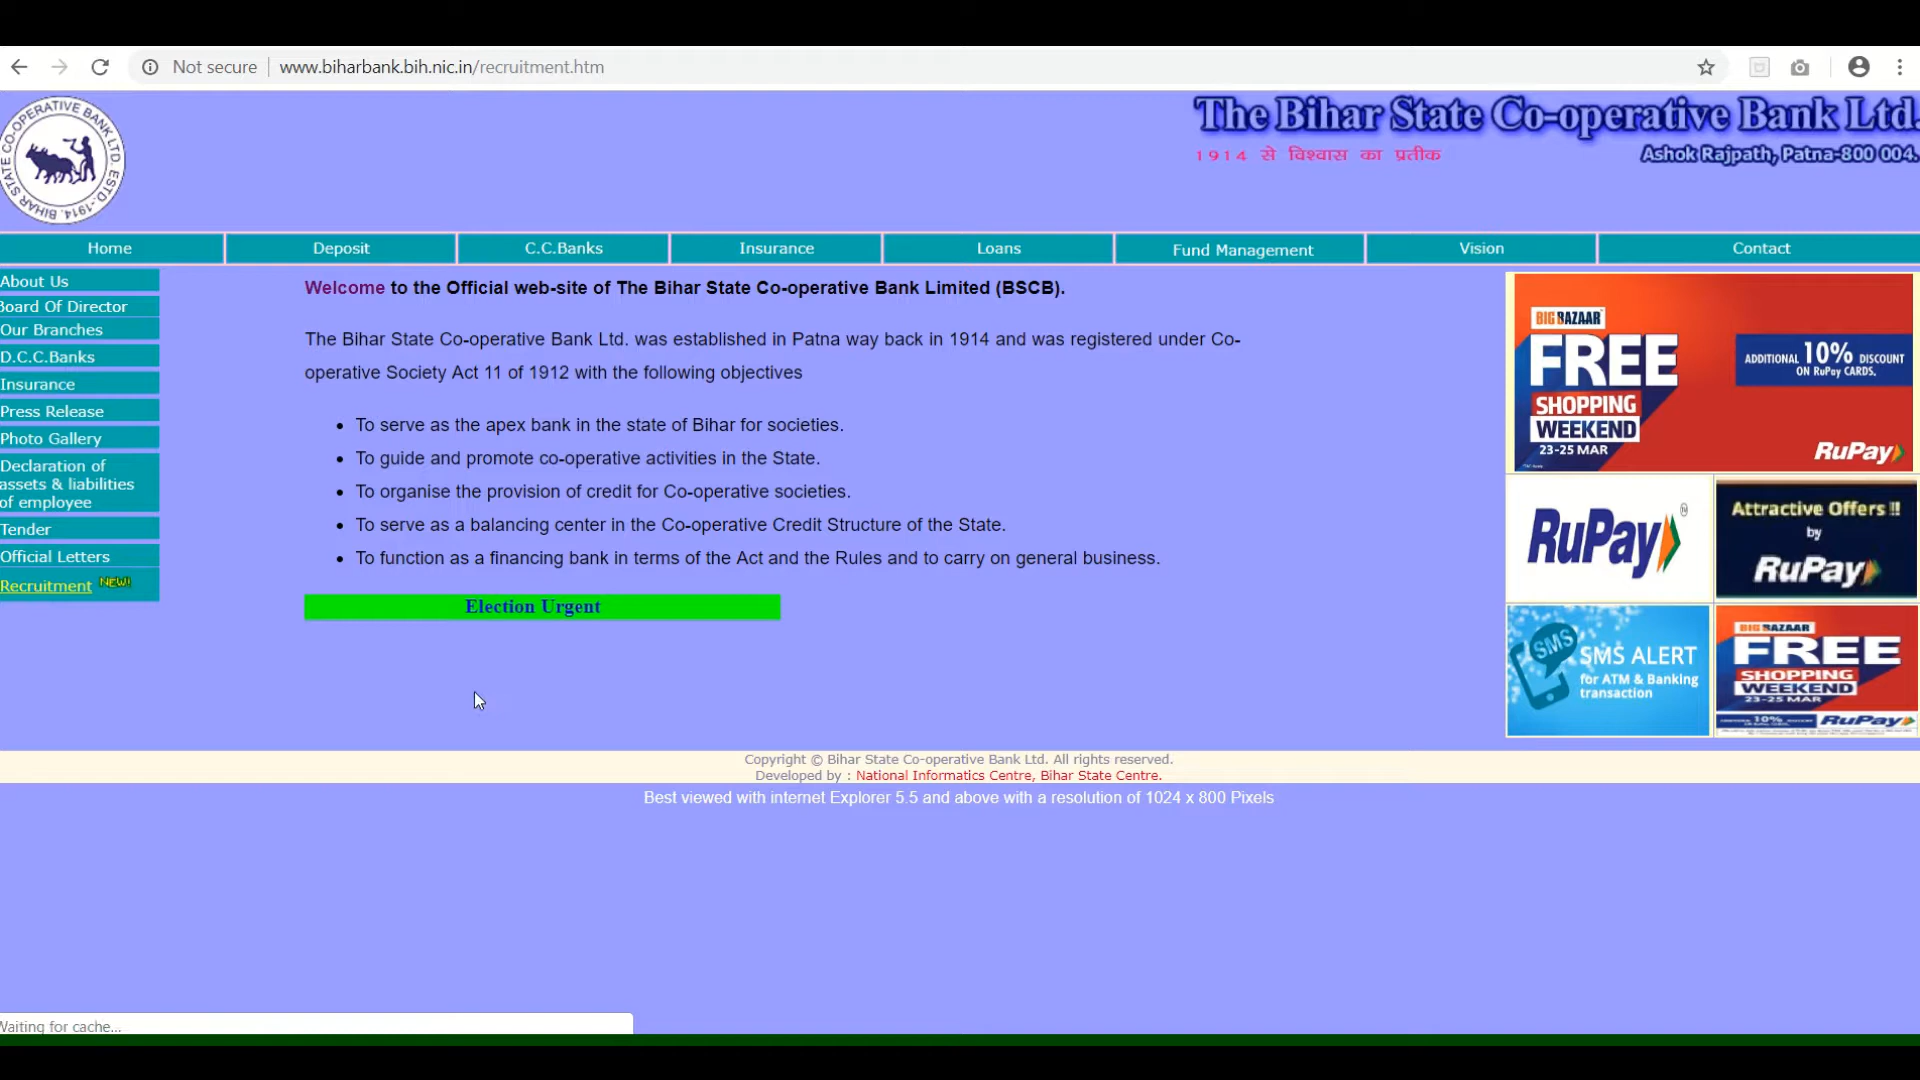 Not secure | www.biharbank.bih.nic.in/recruitment.htm
BIHAR STATE CO-OPERATIVE BANK LTD. ESTD.-1914.
The Bihar State Co-operative Bank Ltd.
1914 से विश्वास का प्रतीक
Ashok Rajpath, Patna-800 004.
Home Deposit C.C.Banks Insurance Loans Fund Management Vision Contact
About Us
Board Of Director
Our Branches
D.C.C.Banks
Insurance
Press Release
Photo Gallery
Declaration of
assets & liabilities
of employee
Tender
Official Letters
Recruitment NEW!
Welcome to the Official web-site of The Bihar State Co-operative Bank Limited (BSCB).
The Bihar State Co-operative Bank Ltd. was established in Patna way back in 1914 and was registered under Co-
operative Society Act 11 of 1912 with the following objectives
• To serve as the apex bank in the state of Bihar for societies.
• To guide and promote co-operative activities in the State.
• To organise the provision of credit for Co-operative societies.
• To serve as a balancing center in the Co-operative Credit Structure of the State.
• To function as a financing bank in terms of the Act and the Rules and to carry on general business.
Election Urgent
BIG BAZAAR
FREE
SHOPPING
WEEKEND
23-25 MAR
ADDITIONAL 10% DISCOUNT
ON RuPay CARDS.
RuPay
RuPay
Attractive Offers !!
by
RuPay
SMS
SMS ALERT
for ATM & Banking
transaction
BIG BAZAAR
FREE
SHOPPING
WEEKEND
23-25 MAR
RuPay
Copyright © Bihar State Co-operative Bank Ltd. All rights reserved.
Developed by : National Informatics Centre, Bihar State Centre.
Best viewed with internet Explorer 5.5 and above with a resolution of 1024 x 800 Pixels
Waiting for cache...